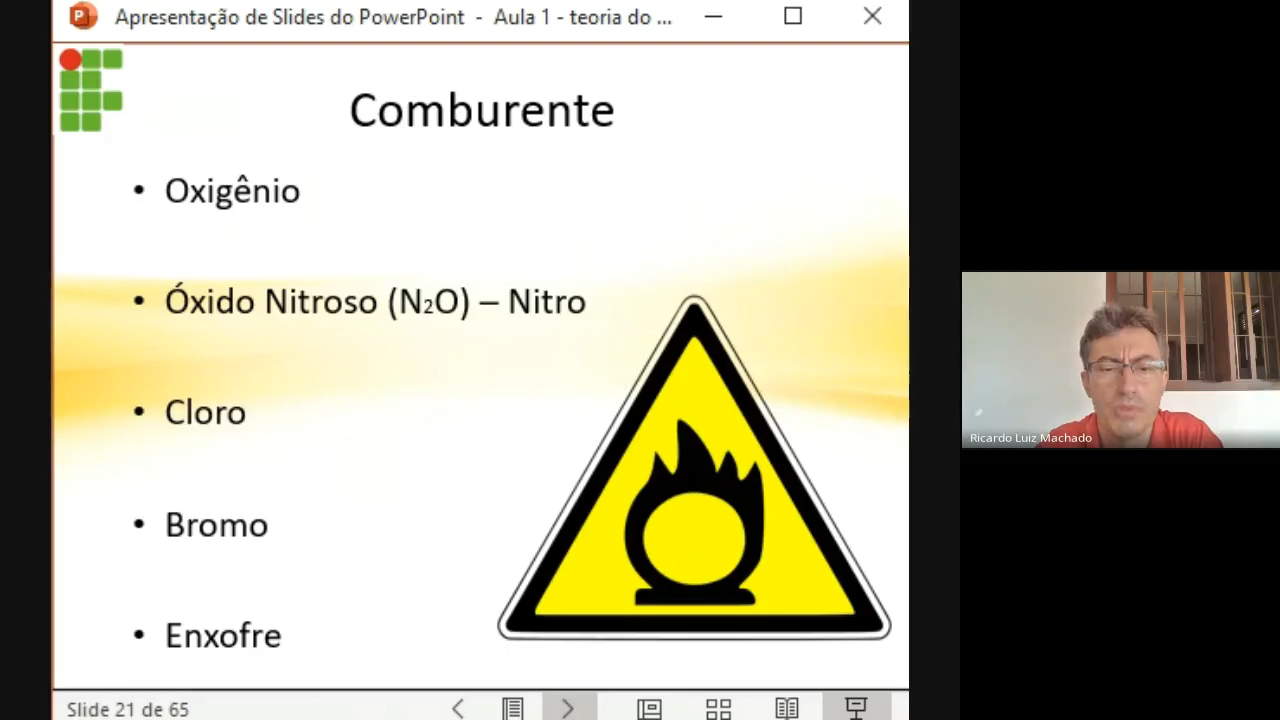 Apresentação de Slides do PowerPoint - Aula 1 - teoria do ...
Comburente
• Oxigênio
• Óxido Nitroso (N₂O) – Nitro
• Cloro
• Bromo
• Enxofre
Ricardo Luiz Machado
Slide 21 de 65